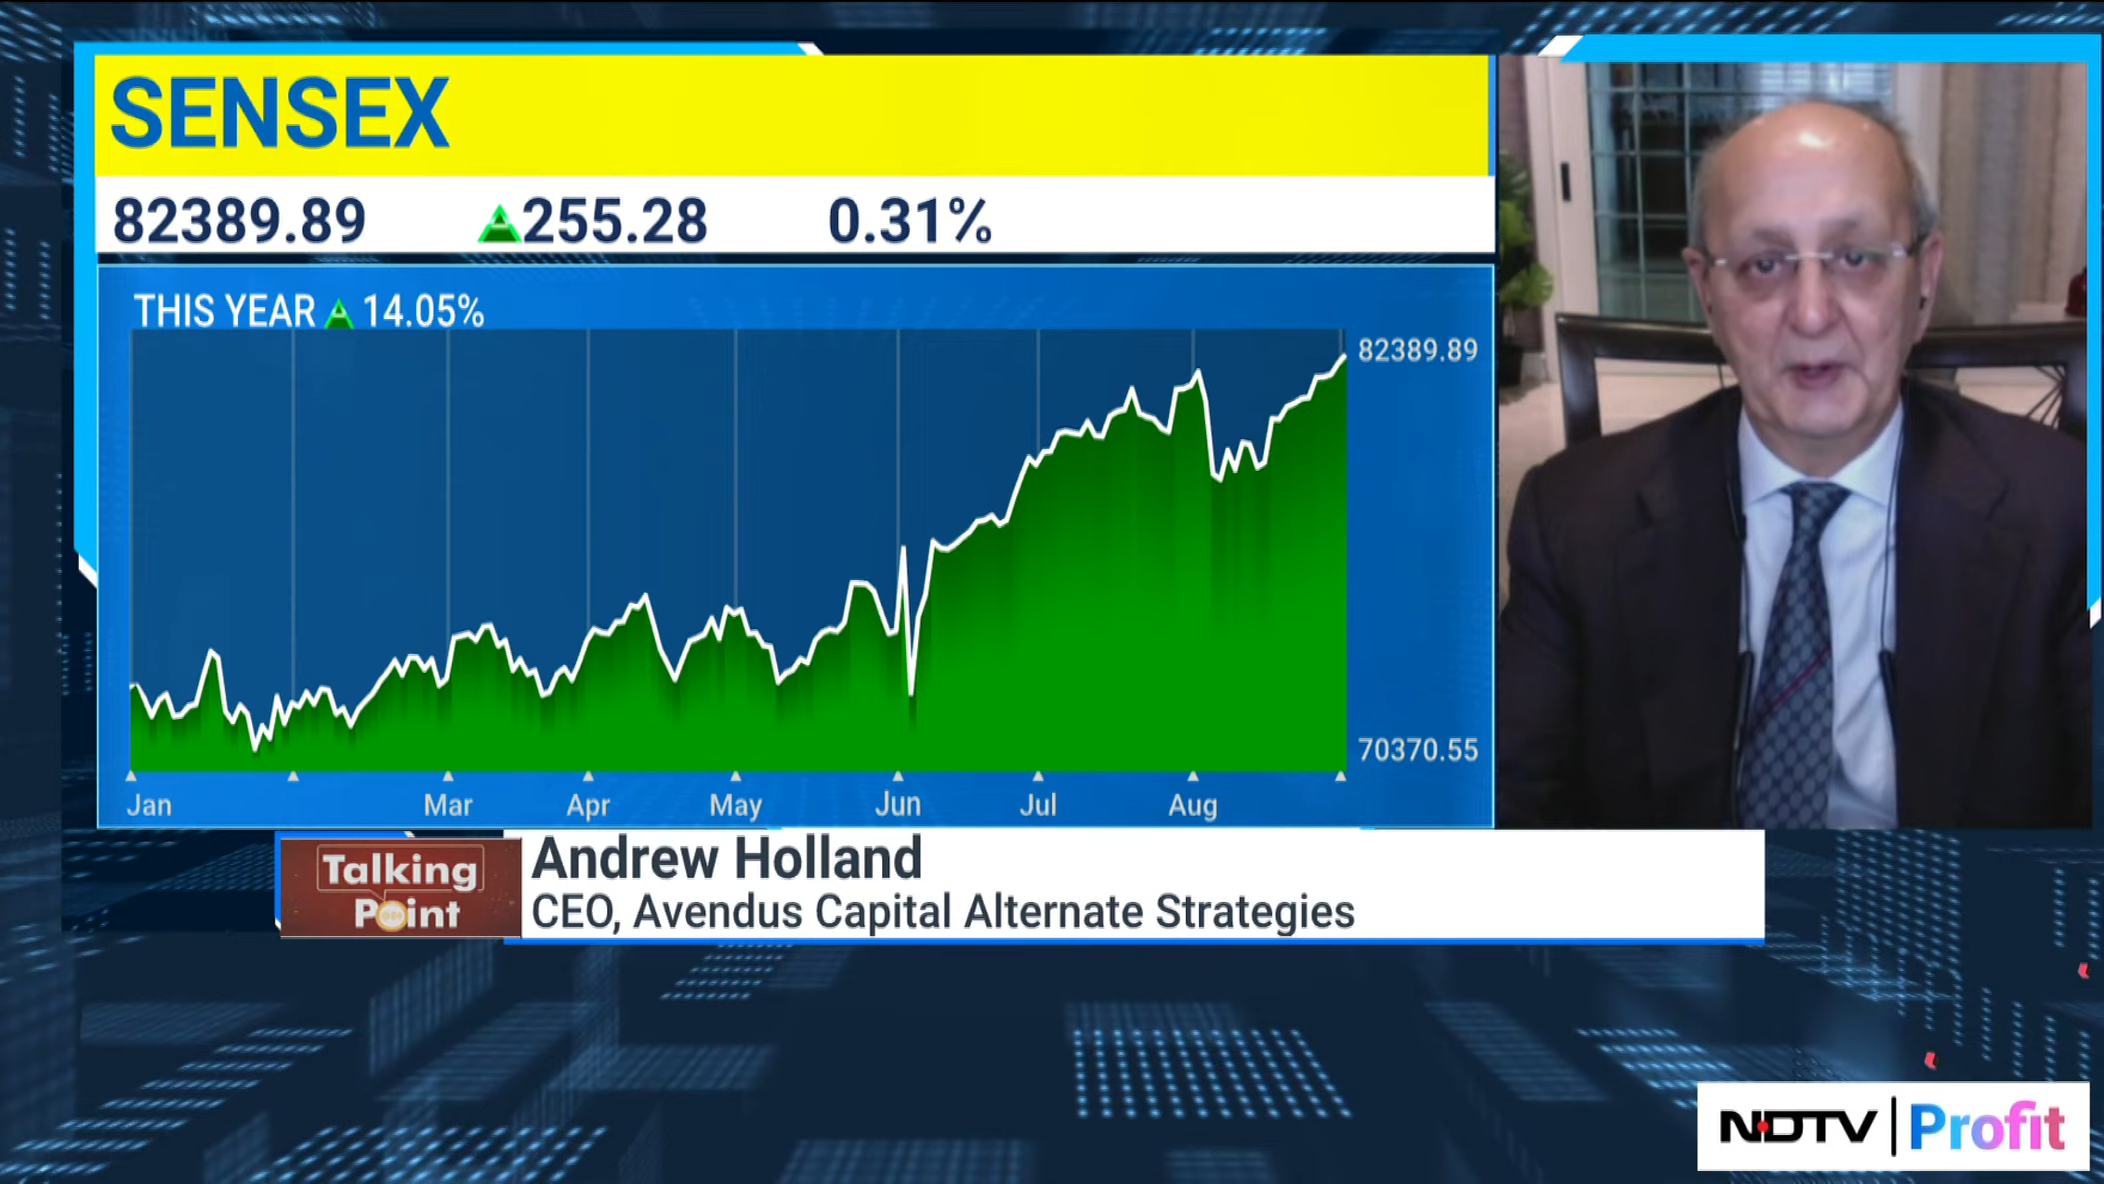 SENSEX
82389.89 255.28 0.31%
THIS YEAR 14.05%
82389.89
70370.55
Jan Mar Apr May Jun Jul Aug
Talking
Point
Andrew Holland
CEO, Avendus Capital Alternate Strategies
NDTV | Profit